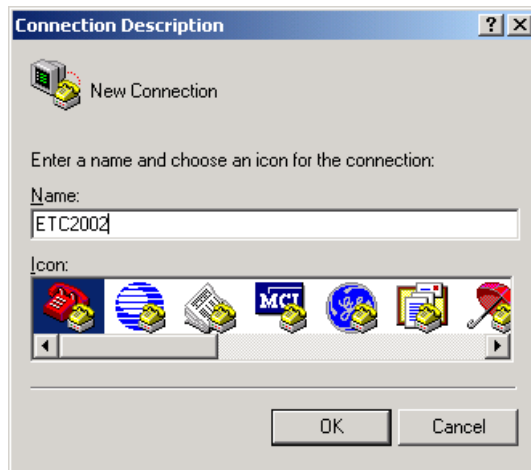 Connection Description
New Connection
Enter a name and choose an icon for the connection:
Name:
ETC2002
Icon:
MCI
OK Cancel